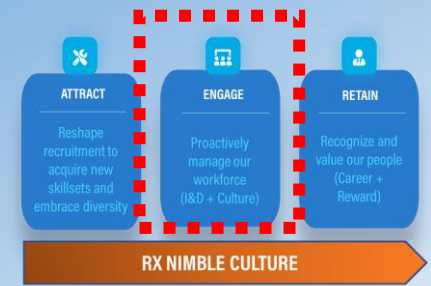 ATTRACT
Reshape
recruitment to
acquire new
skillsets and
embrace diversity
ENGAGE
Proactively
manage our
workforce
(I&D + Culture)
RETAIN
Recognize and
value our people
(Career +
Reward)
RX NIMBLE CULTURE